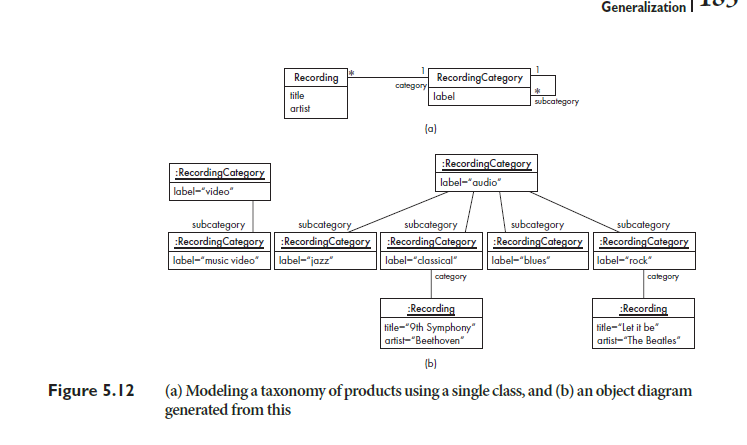 Generalization
Recording
*
1
RecordingCategory
1
category
title
artist
label
*
subcategory
(a)
:RecordingCategory
label="video"
:RecordingCategory
label="audio"
subcategory
subcategory
subcategory
subcategory
subcategory
:RecordingCategory
:RecordingCategory
:RecordingCategory
:RecordingCategory
:RecordingCategory
label="music video"
label="jazz"
label="classical"
label="blues"
label="rock"
category
category
:Recording
title="9th Symphony"
artist="Beethoven"
:Recording
title="Let it be"
artist="The Beatles"
(b)
Figure 5.12 (a) Modeling a taxonomy of products using a single class, and (b) an object diagram
generated from this